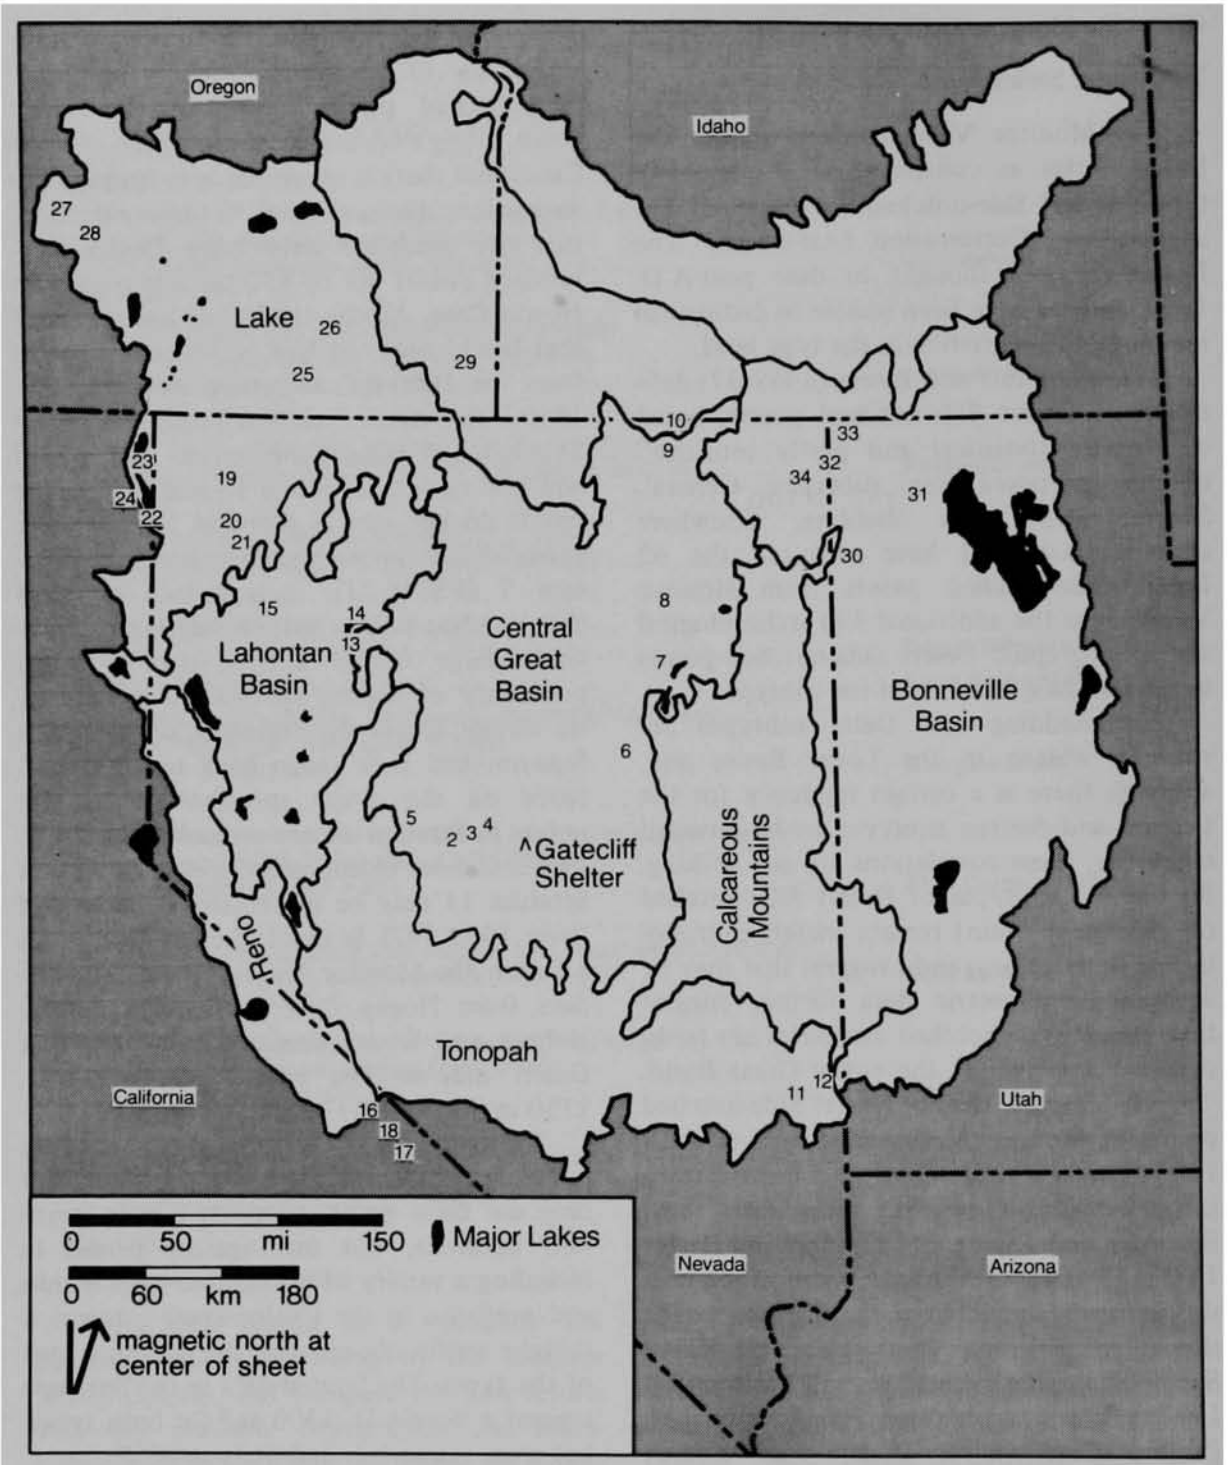 Oregon
Idaho
27
28
Lake
26
25
29
10
9
33
32
34
31
23
24
22
19
20
21
30
15
14
13
8
7
6
Lahontan
Basin
Central
Great
Basin
Bonneville
Basin
5
2
3
4
^Gatecliff
Shelter
Calcareous
Mountains
Reno
Tonopah
California
Utah
16
18
17
11
12
0 50 mi 150
0 60 km 180
Major Lakes
magnetic north at
center of sheet
Nevada
Arizona